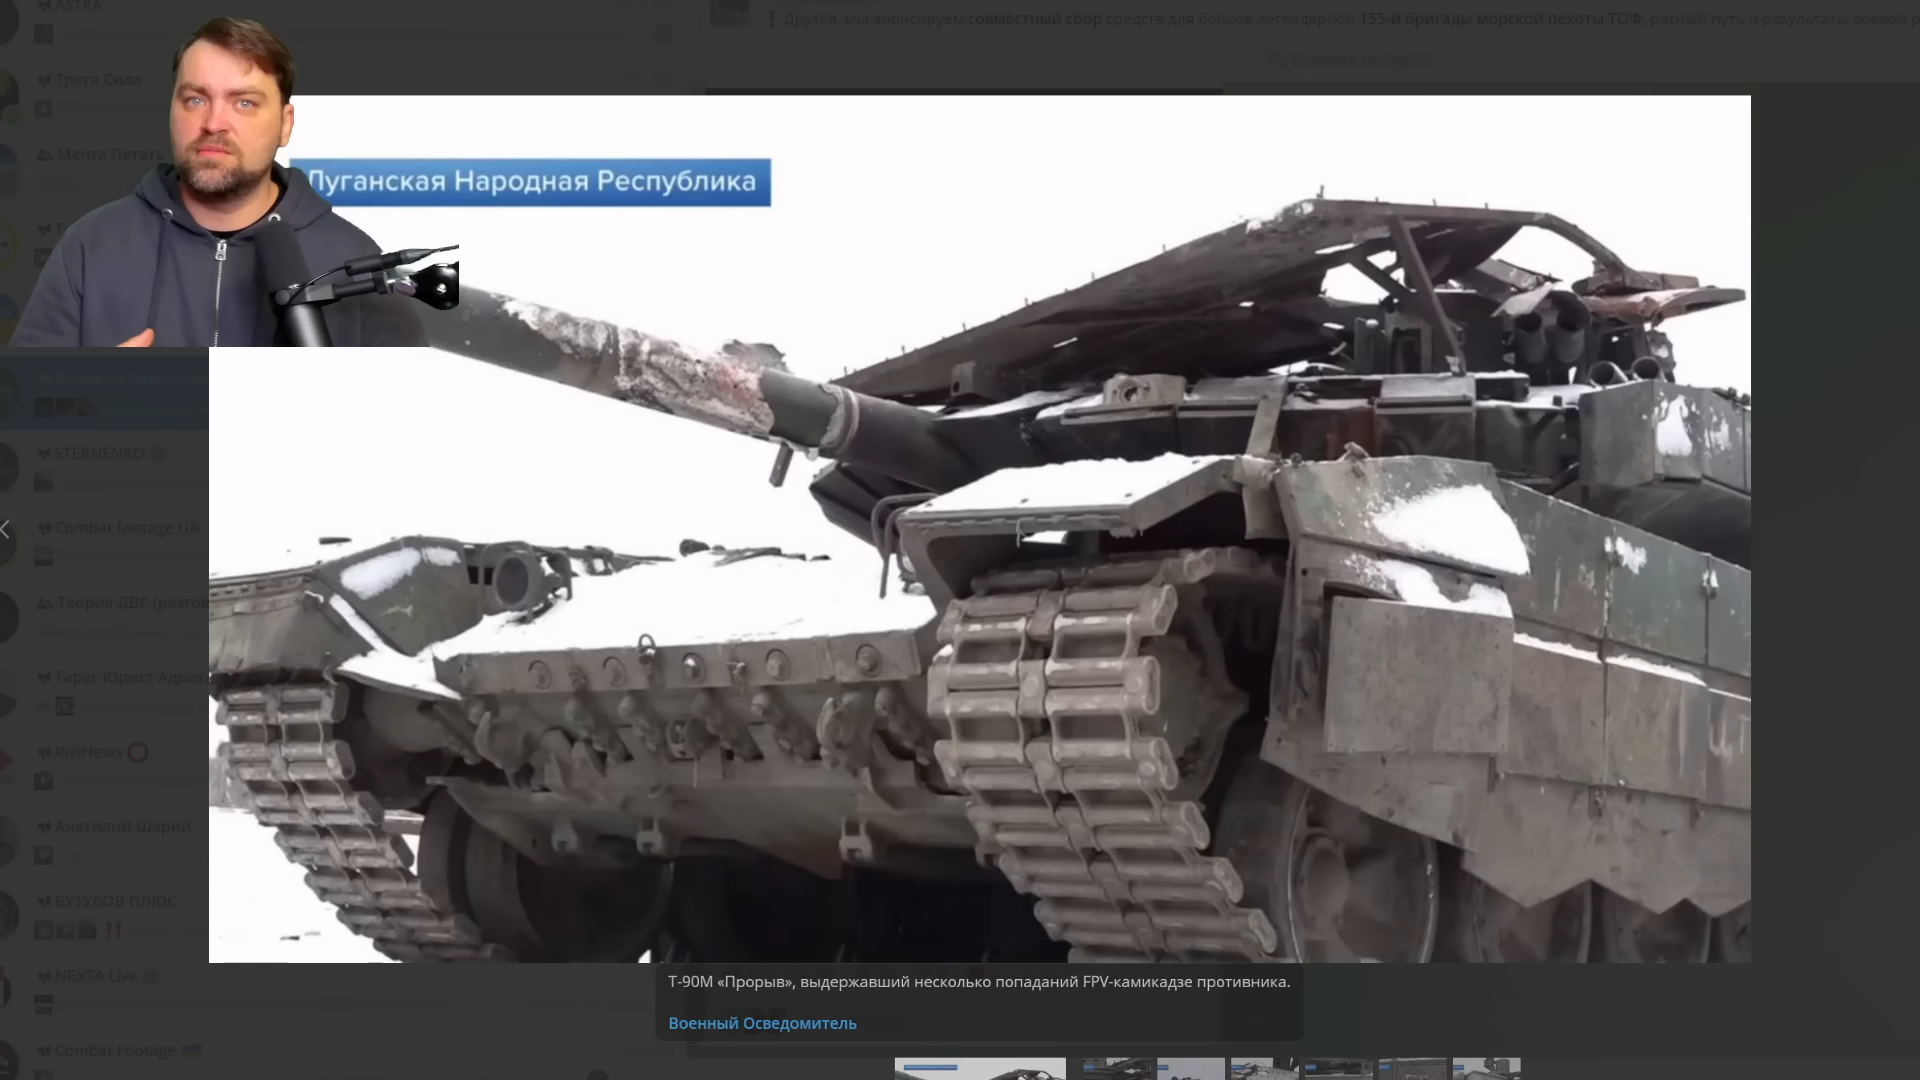 ASTRA
Друзья, мы анонсируем совместный сбор средств для бойцов легендарной 155-й бригады морской пехоты ТОФ, ратный путь и результаты боевой
Третя Сила
Мечта Летать
Луганская Народная Республика
STERNENKO
Combat footage UA
Теория ДВС (разгов
Тарас Юрист Адвок
RusNews
Анатолий Шарий
БУТУСОВ ПЛЮС
NEXTA Live
Т-90М «Прорыв», выдержавший несколько попаданий FPV-камикадзе противника.
Военный Осведомитель
Combat Footage